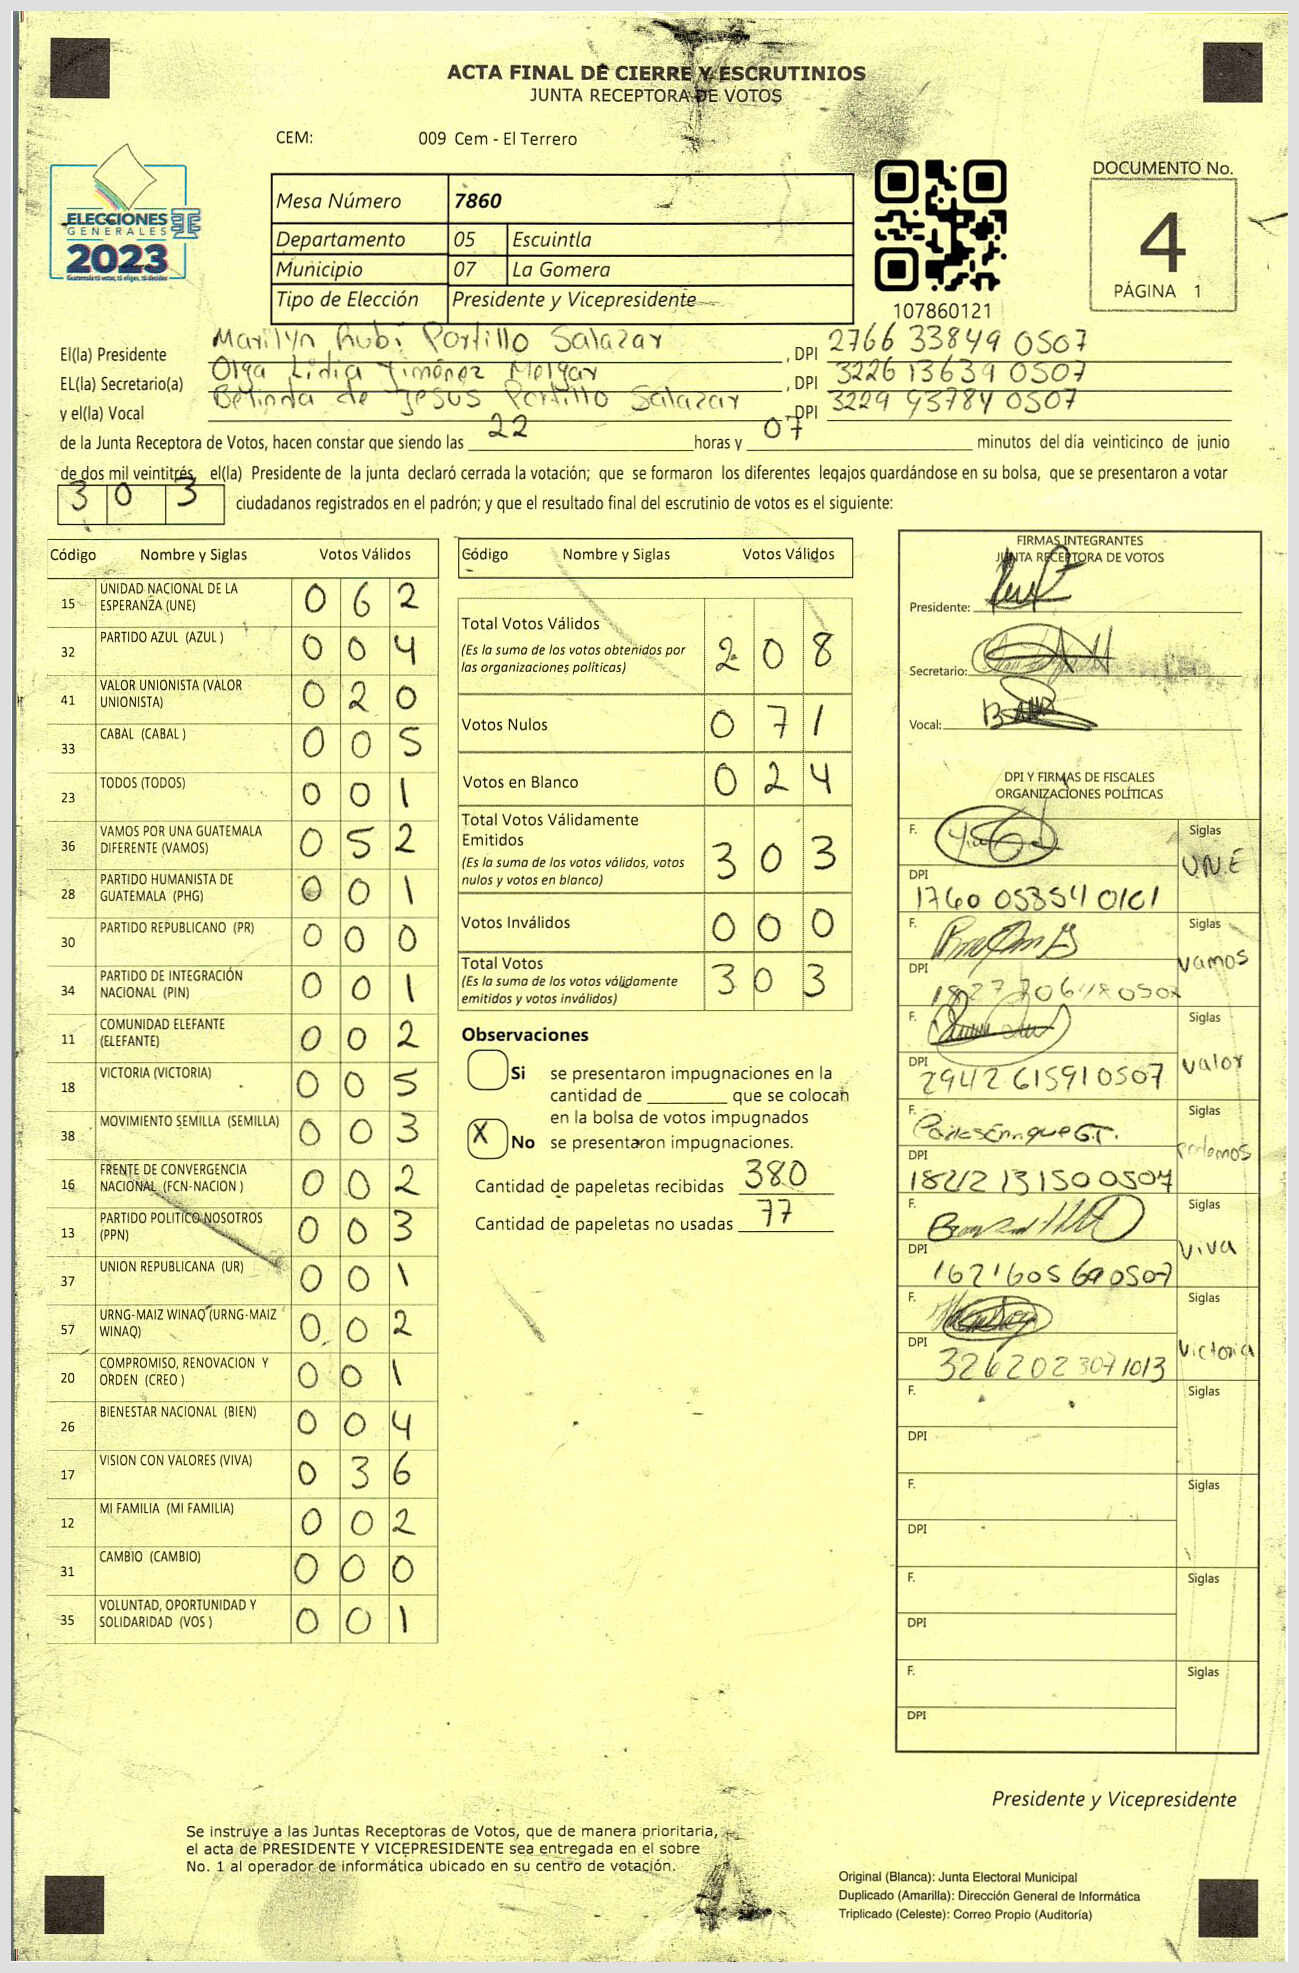 ACTA FINAL DE CIERRE Y ESCRUTINIOS
JUNTA RECEPTORA DE VOTOS
CEM: 009 Cem - El Terrero
ELECCIONES
GENERALES
2023
Mesa Número 7860
Departamento 05 Escuintla
Municipio 07 La Gomera
Tipo de Elección Presidente y Vicepresidente
107860121
DOCUMENTO No.
4
PÁGINA 1
El(la) Presidente Marilyn Rubi Portillo Salazar, DPI 2766 33849 0507
EL(la) Secretario(a) Olga Lidia Jiménez Melgar, DPI 3226 13639 0507
y el(la) Vocal Belinda de Jesus Portillo Salazar DPI 3229 93784 0507
de la Junta Receptora de Votos, hacen constar que siendo las 22 horas y 07 minutos del día veinticinco de junio
de dos mil veintitrés, el(la) Presidente de la junta declaró cerrada la votación; que se formaron los diferentes legajos quardándose en su bolsa, que se presentaron a votar
3 0 3 ciudadanos registrados en el padrón; y que el resultado final del escrutinio de votos es el siguiente:
Código Nombre y Siglas Votos Válidos
15 UNIDAD NACIONAL DE LA ESPERANZA (UNE) 0 6 2
32 PARTIDO AZUL (AZUL ) 0 0 4
41 VALOR UNIONISTA (VALOR UNIONISTA) 0 2 0
33 CABAL (CABAL ) 0 0 5
23 TODOS (TODOS) 0 0 1
36 VAMOS POR UNA GUATEMALA DIFERENTE (VAMOS) 0 5 2
28 PARTIDO HUMANISTA DE GUATEMALA (PHG) 0 0 1
30 PARTIDO REPUBLICANO (PR) 0 0 0
34 PARTIDO DE INTEGRACIÓN NACIONAL (PIN) 0 0 1
11 COMUNIDAD ELEFANTE (ELEFANTE) 0 0 2
18 VICTORIA (VICTORIA) 0 0 5
38 MOVIMIENTO SEMILLA (SEMILLA) 0 0 3
16 FRENTE DE CONVERGENCIA NACIONAL (FCN-NACION ) 0 0 2
13 PARTIDO POLITICO NOSOTROS (PPN) 0 0 3
37 UNION REPUBLICANA (UR) 0 0 1
57 URNG-MAIZ WINAQ (URNG-MAIZ WINAQ) 0 0 2
20 COMPROMISO, RENOVACION Y ORDEN (CREO ) 0 0 1
26 BIENESTAR NACIONAL (BIEN) 0 0 4
17 VISION CON VALORES (VIVA) 0 3 6
12 MI FAMILIA (MI FAMILIA) 0 0 2
31 CAMBIO (CAMBIO) 0 0 0
35 VOLUNTAD, OPORTUNIDAD Y SOLIDARIDAD (VOS ) 0 0 1
Código Nombre y Siglas Votos Válidos
Total Votos Válidos 2 0 8
(Es la suma de los votos obtenidos por
las organizaciones politicas)
Votos Nulos 0 7 1
Votos en Blanco 0 2 4
Total Votos Válidamente
Emitidos 3 0 3
(Es la suma de los votos válidos, votos
nulos y votos en blanco)
Votos Inválidos 0 0 0
Total Votos 3 0 3
(Es la suma de los votos válidamente
emitidos y votos inválidos)
Observaciones
Si se presentaron impugnaciones en la
cantidad de ________ que se colocan
en la bolsa de votos impugnados
X No se presentaron impugnaciones.
Cantidad de papeletas recibidas 380
Cantidad de papeletas no usadas 77
FIRMAS INTEGRANTES
JUNTA RECEPTORA DE VOTOS
Presidente:
Secretario:
Vocal:
DPI Y FIRMAS DE FISCALES
ORGANIZACIONES POLÍTICAS
F. Siglas U.N.E
DPI 1760 05354 0101
F. Siglas Vamos
DPI
F. Siglas valor
DPI 2942 61591 0507
F. Siglas podemos
DPI
F. Siglas viva
DPI
F. Siglas Victoria
DPI 3262023071013
F. Siglas
DPI
F. Siglas
DPI
F. Siglas
DPI
F. Siglas
DPI
Presidente y Vicepresidente
Se instruye a las Juntas Receptoras de Votos, que de manera prioritaria,
el acta de PRESIDENTE Y VICEPRESIDENTE sea entregada en el sobre
No. 1 al operador de informática ubicado en su centro de votación.
Original (Blanca): Junta Electoral Municipal
Duplicado (Amarilla): Dirección General de Informática
Triplicado (Celeste): Correo Propio (Auditoría)